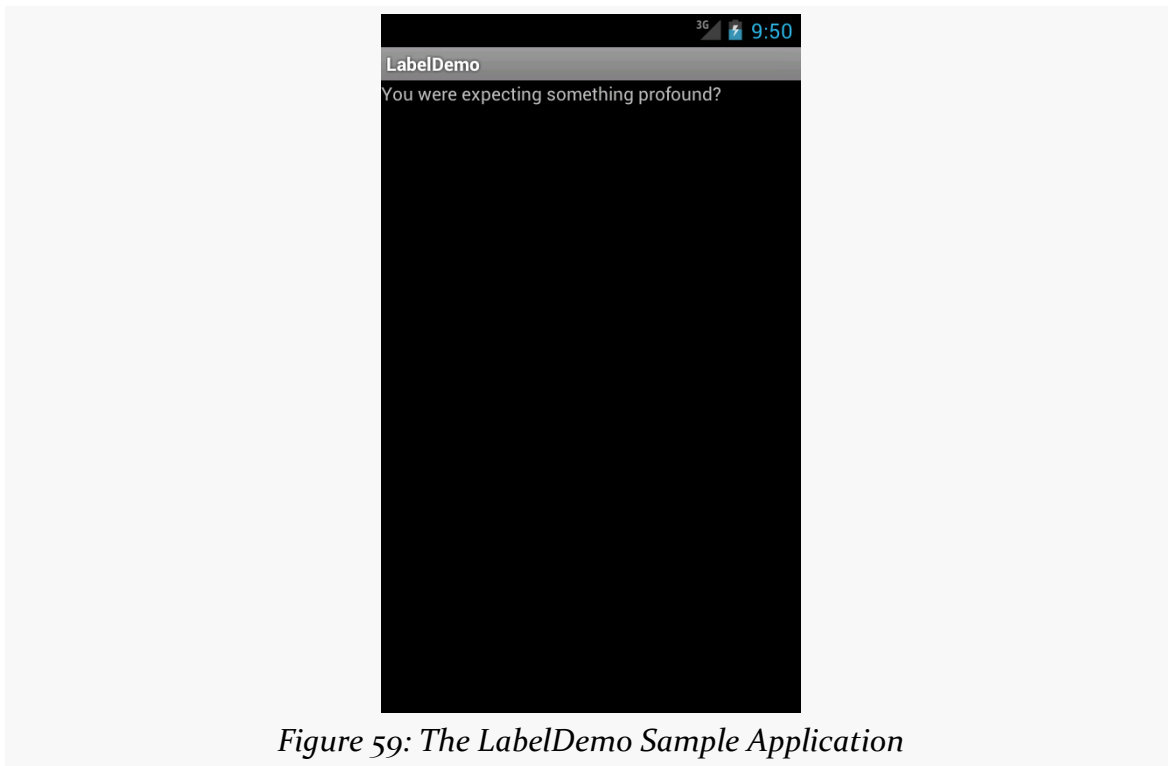 3G 9:50
LabelDemo
You were expecting something profound?
Figure 59: The LabelDemo Sample Application